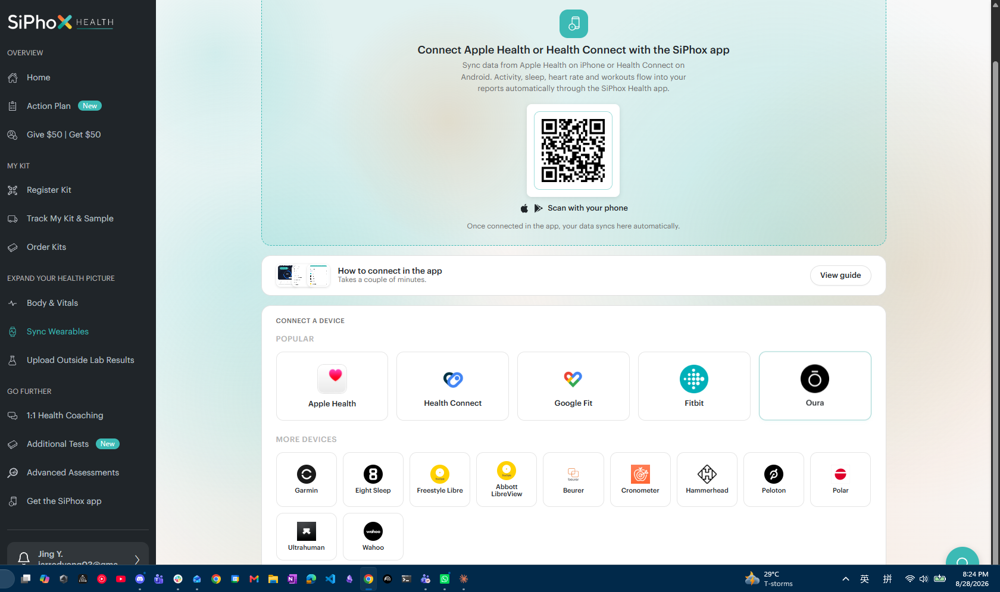 SiPhoX HEALTH
OVERVIEW
Home
Action Plan New
Give $50 | Get $50
MY KIT
Register Kit
Track My Kit & Sample
Order Kits
EXPAND YOUR HEALTH PICTURE
Body & Vitals
Sync Wearables
Upload Outside Lab Results
GO FURTHER
1:1 Health Coaching
Additional Tests New
Advanced Assessments
Get the SiPhox app
Jing Y.
Connect Apple Health or Health Connect with the SiPhox app
Sync data from Apple Health on iPhone or Health Connect on
Android. Activity, sleep, heart rate and workouts flow into your
reports automatically through the SiPhox Health app.
Scan with your phone
Once connected in the app, your data syncs here automatically.
How to connect in the app
Takes a couple of minutes.
View guide
CONNECT A DEVICE
POPULAR
Apple Health
Health Connect
Google Fit
Fitbit
Oura
MORE DEVICES
Garmin
Eight Sleep
Freestyle Libre
Abbott
LibreView
beurer
Beurer
Cronometer
Hammerhead
Peloton
Polar
Ultrahuman
wahoo
Wahoo
29°C
T-storms
英
拼
8:24 PM
8/28/2026